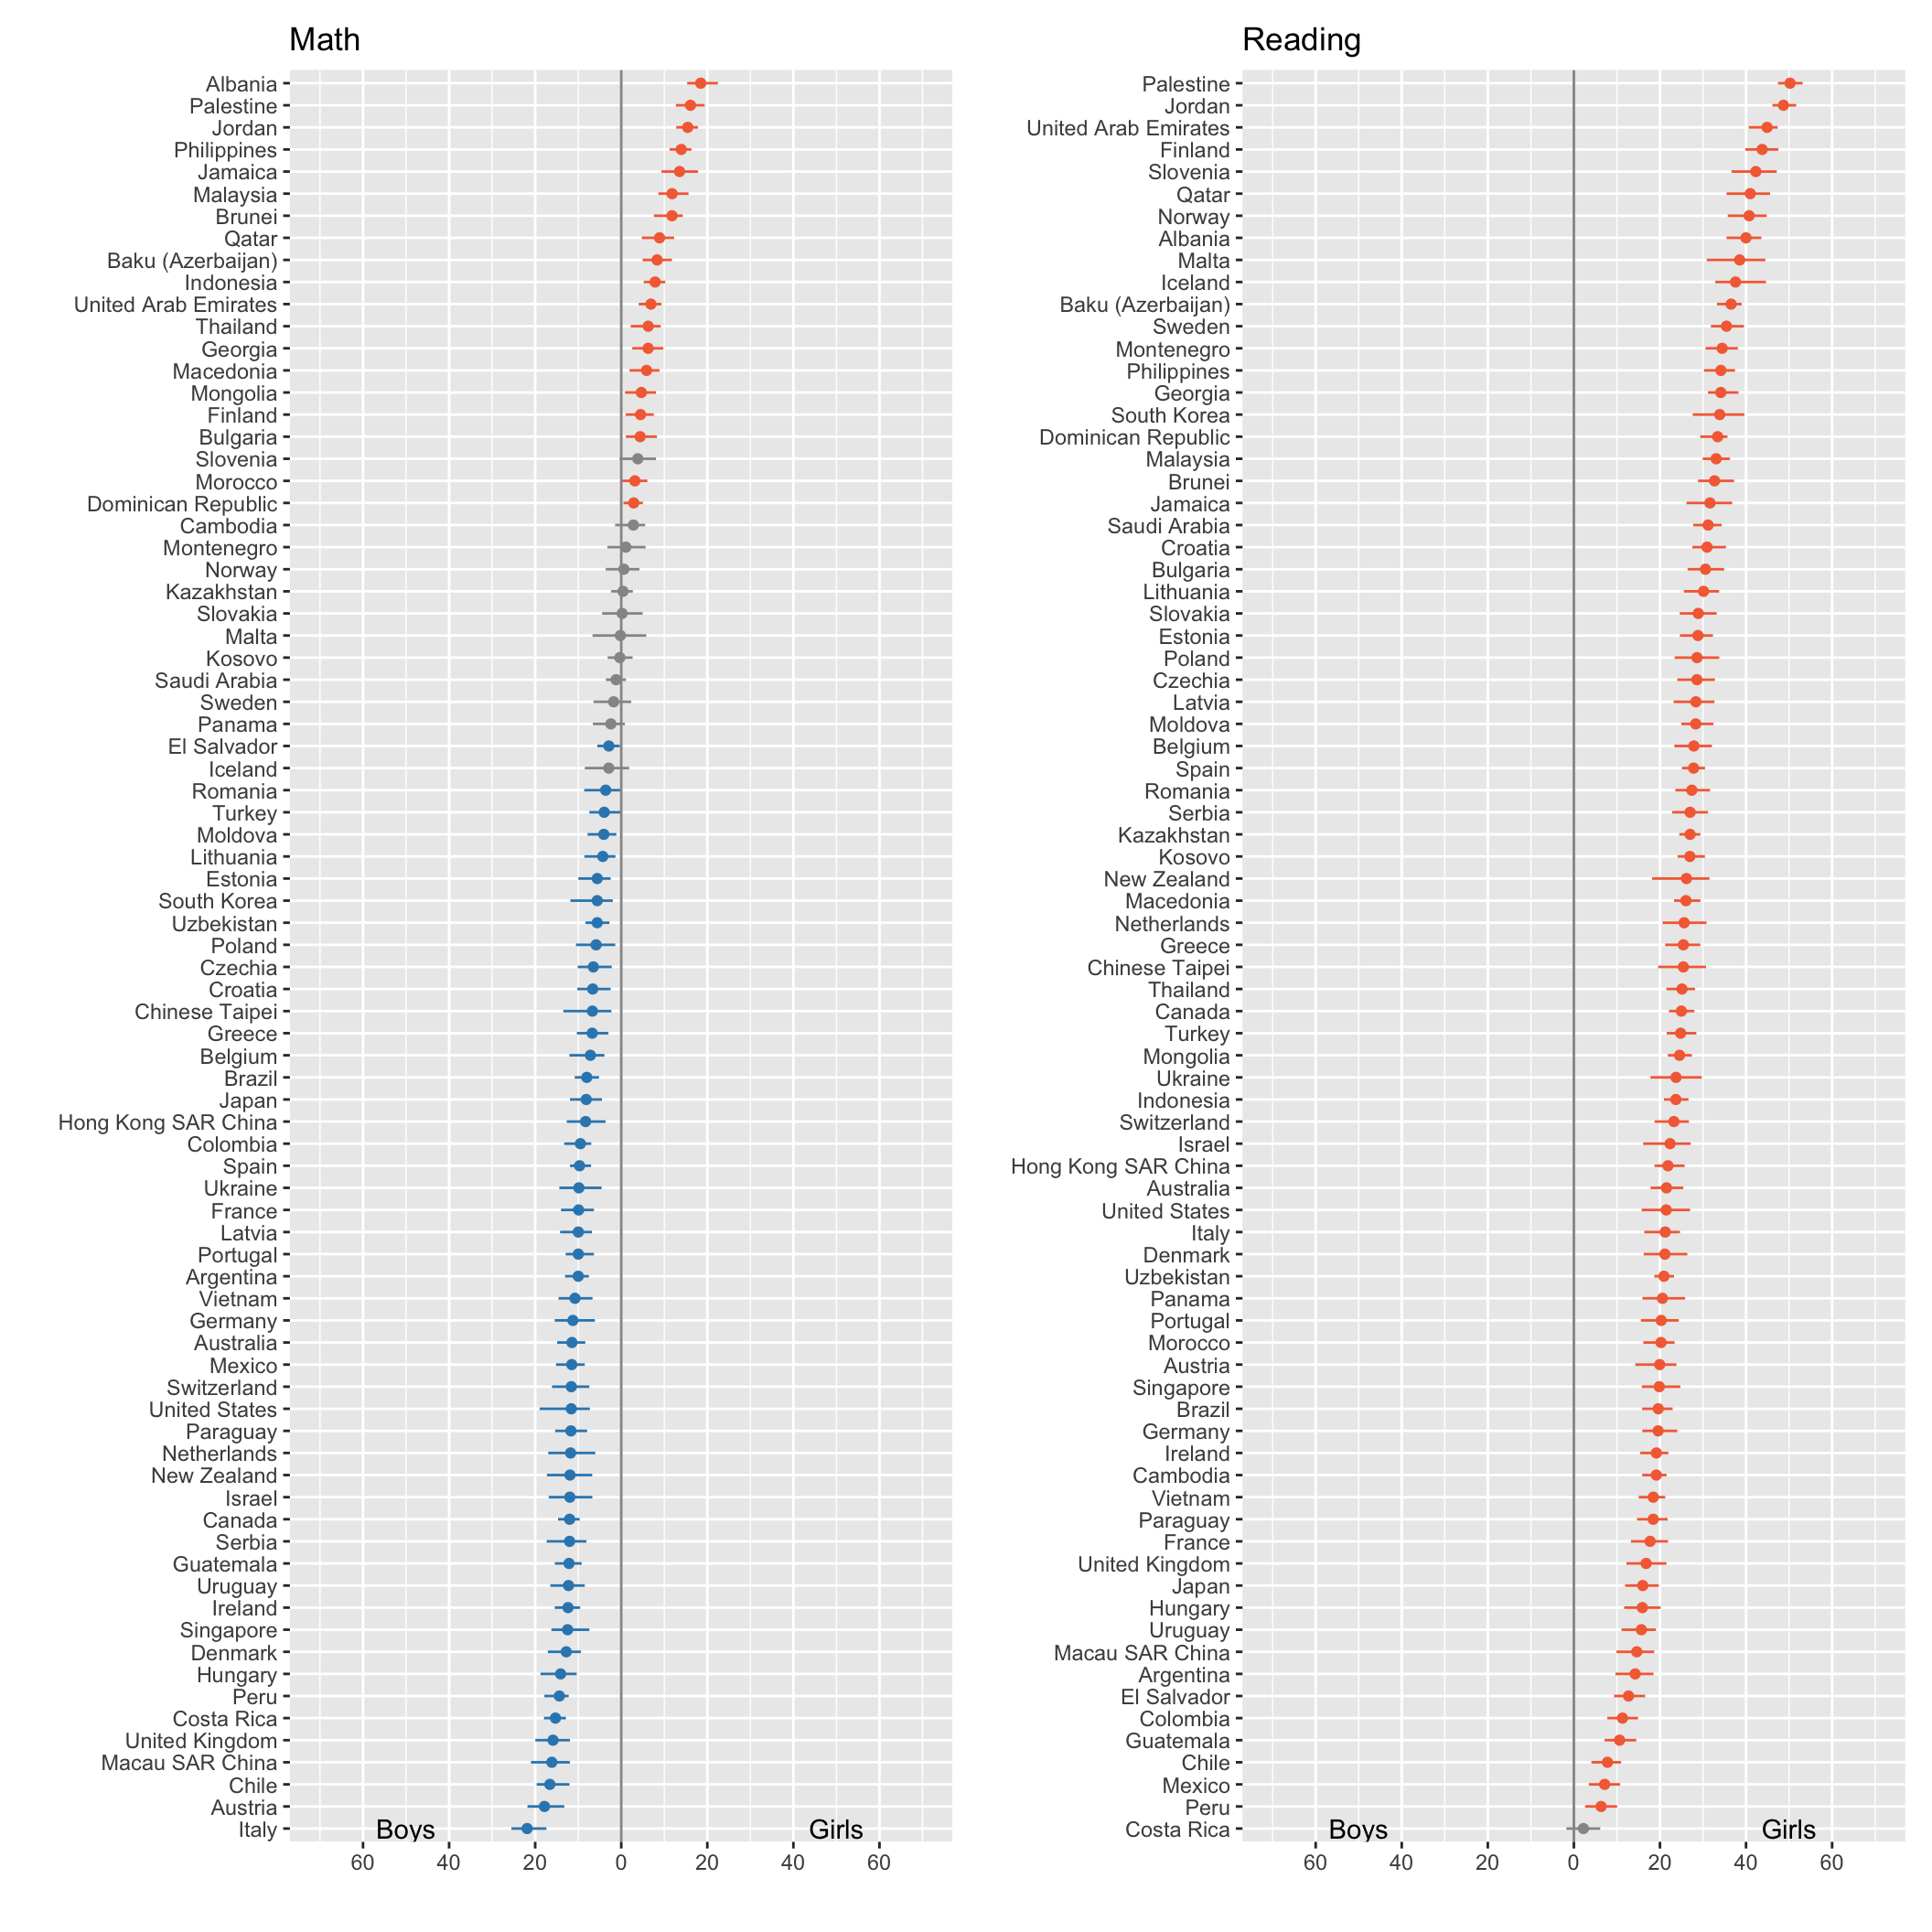 Math
Albania
Palestine
Jordan
Philippines
Jamaica
Malaysia
Brunei
Qatar
Baku (Azerbaijan)
Indonesia
United Arab Emirates
Thailand
Georgia
Macedonia
Mongolia
Finland
Bulgaria
Slovenia
Morocco
Dominican Republic
Cambodia
Montenegro
Norway
Kazakhstan
Slovakia
Malta
Kosovo
Saudi Arabia
Sweden
Panama
El Salvador
Iceland
Romania
Turkey
Moldova
Lithuania
Estonia
South Korea
Uzbekistan
Poland
Czechia
Croatia
Chinese Taipei
Greece
Belgium
Brazil
Japan
Hong Kong SAR China
Colombia
Spain
Ukraine
France
Latvia
Portugal
Argentina
Vietnam
Germany
Australia
Mexico
Switzerland
United States
Paraguay
Netherlands
New Zealand
Israel
Canada
Serbia
Guatemala
Uruguay
Ireland
Singapore
Denmark
Hungary
Peru
Costa Rica
United Kingdom
Macau SAR China
Chile
Austria
Italy
Boys Girls
60 40 20 0 20 40 60
Reading
Palestine
Jordan
United Arab Emirates
Finland
Slovenia
Qatar
Norway
Albania
Malta
Iceland
Baku (Azerbaijan)
Sweden
Montenegro
Philippines
Georgia
South Korea
Dominican Republic
Malaysia
Brunei
Jamaica
Saudi Arabia
Croatia
Bulgaria
Lithuania
Slovakia
Estonia
Poland
Czechia
Latvia
Moldova
Belgium
Spain
Romania
Serbia
Kazakhstan
Kosovo
New Zealand
Macedonia
Netherlands
Greece
Chinese Taipei
Thailand
Canada
Turkey
Mongolia
Ukraine
Indonesia
Switzerland
Israel
Hong Kong SAR China
Australia
United States
Italy
Denmark
Uzbekistan
Panama
Portugal
Morocco
Austria
Singapore
Brazil
Germany
Ireland
Cambodia
Vietnam
Paraguay
France
United Kingdom
Japan
Hungary
Uruguay
Macau SAR China
Argentina
El Salvador
Colombia
Guatemala
Chile
Mexico
Peru
Costa Rica
Boys Girls
60 40 20 0 20 40 60